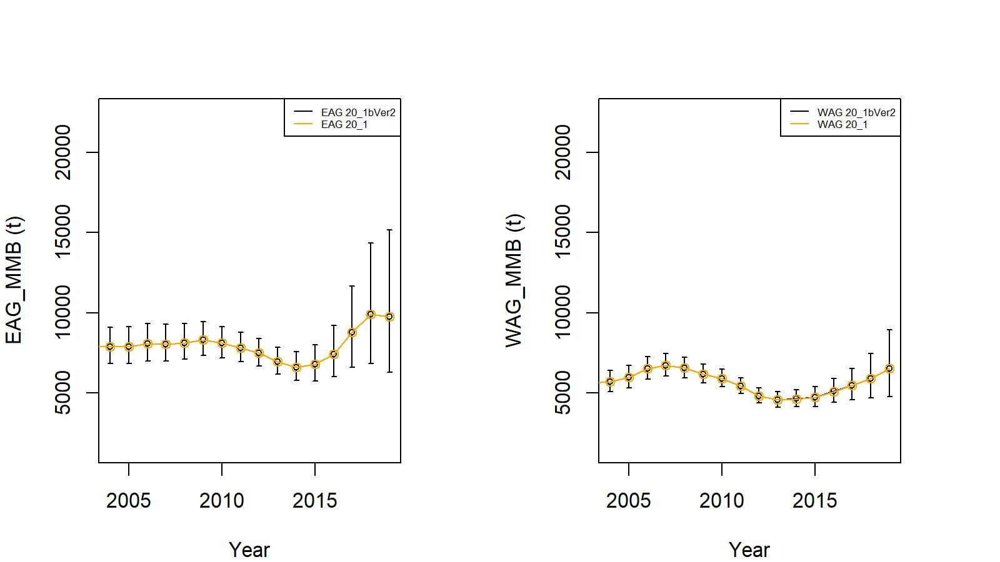 EAG_MMB (t)
20000
15000
10000
5000
EAG 20_1bVer2
EAG 20_1
2005 2010 2015
Year
WAG_MMB (t)
20000
15000
10000
5000
WAG 20_1bVer2
WAG 20_1
2005 2010 2015
Year